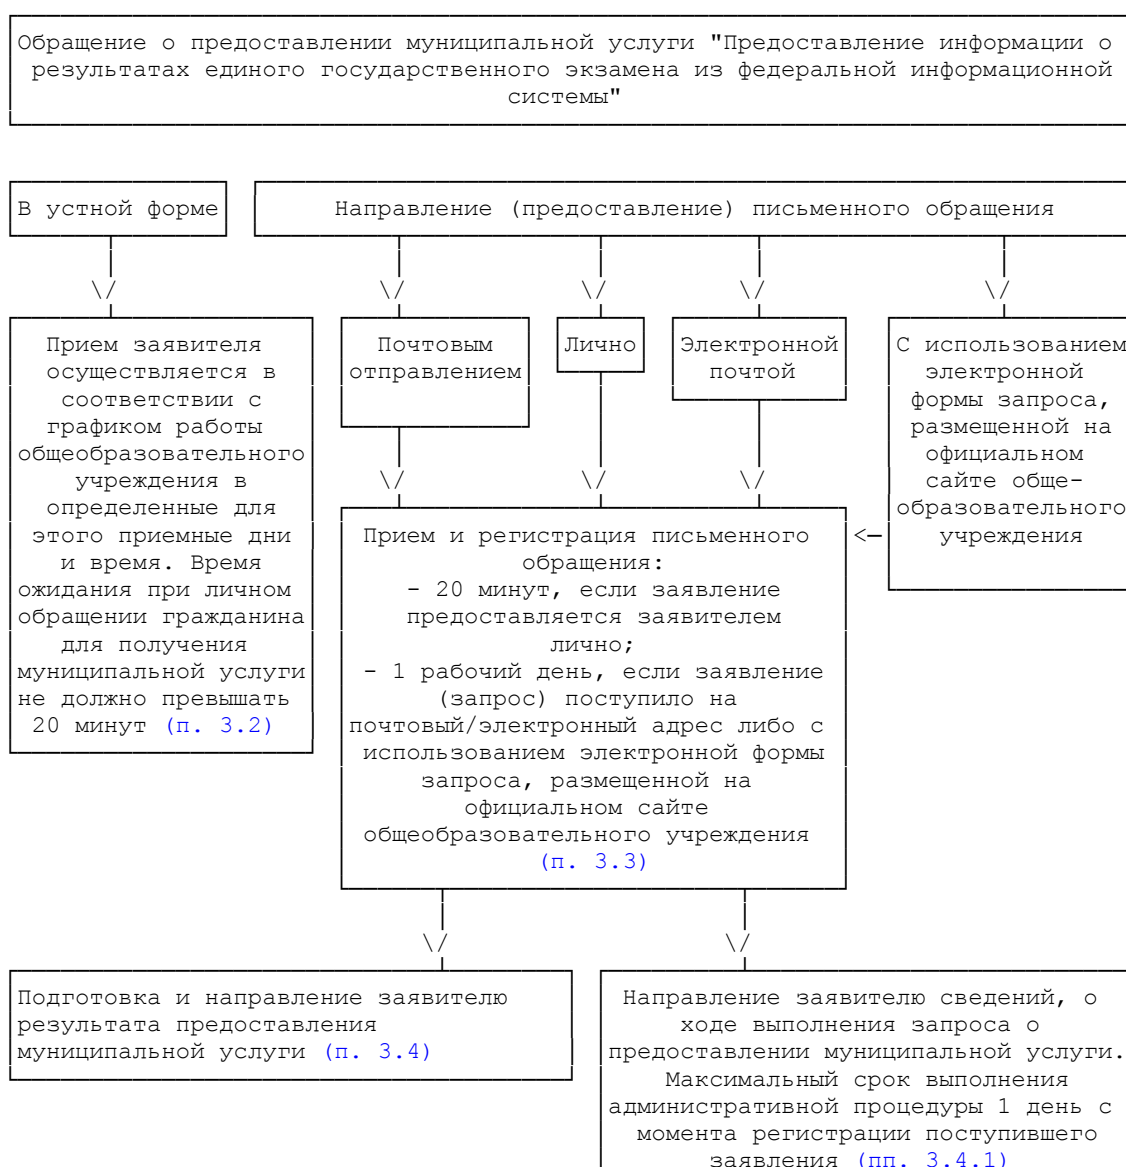 Обращение о предоставлении муниципальной услуги "Предоставление информации о
результатах единого государственного экзамена из федеральной информационной
системы"
В устной форме
Направление (предоставление) письменного обращения
Прием заявителя
осуществляется в
соответствии с
графиком работы
общеобразовательного
учреждения в
определенные для
этого приемные дни
и время. Время
ожидания при личном
обращении гражданина
для получения
муниципальной услуги
не должно превышать
20 минут (п. 3.2)
Почтовым
отправлением
Лично
Электронной
почтой
С использованием
электронной
формы запроса,
размещенной на
официальном
сайте обще-
образовательного
учреждения
Прием и регистрация письменного
обращения:
- 20 минут, если заявление
предоставляется заявителем
лично;
- 1 рабочий день, если заявление
(запрос) поступило на
почтовый/электронный адрес либо с
использованием электронной формы
запроса, размещенной на
официальном сайте
общеобразовательного учреждения
(п. 3.3)
Подготовка и направление заявителю
результата предоставления
муниципальной услуги (п. 3.4)
Направление заявителю сведений, о
ходе выполнения запроса о
предоставлении муниципальной услуги.
Максимальный срок выполнения
административной процедуры 1 день с
момента регистрации поступившего
заявления (пп. 3.4.1)